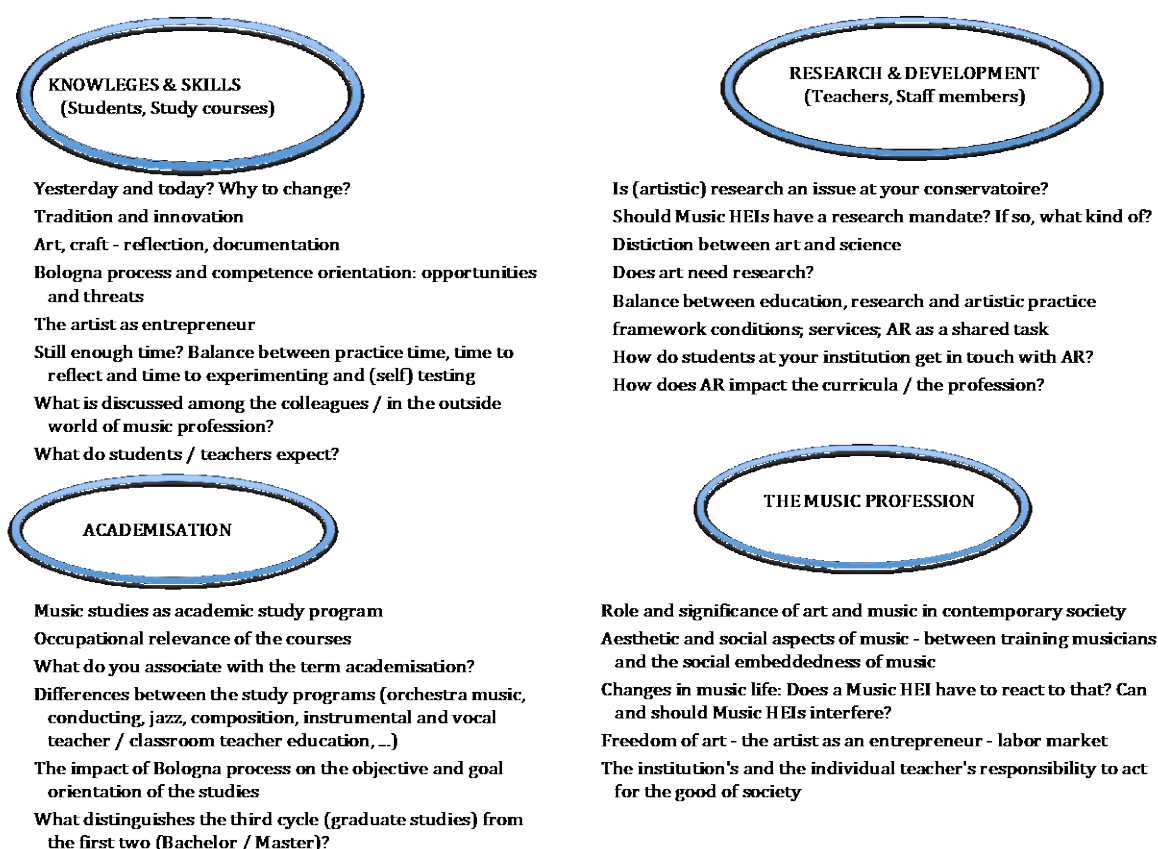 KNOWLEGES & SKILLS
(Students, Study courses)
Yesterday and today? Why to change?
Tradition and innovation
Art, craft - reflection, documentation
Bologna process and competence orientation: opportunities
and threats
The artist as entrepreneur
Still enough time? Balance between practice time, time to
reflect and time to experimenting and (self) testing
What is discussed among the colleagues / in the outside
world of music profession?
What do students / teachers expect?
RESEARCH & DEVELOPMENT
(Teachers, Staff members)
Is (artistic) research an issue at your conservatoire?
Should Music HEIs have a research mandate? If so, what kind of?
Distiction between art and science
Does art need research?
Balance between education, research and artistic practice
framework conditions; services; AR as a shared task
How do students at your institution get in touch with AR?
How does AR impact the curricula / the profession?
ACADEMISATION
Music studies as academic study program
Occupational relevance of the courses
What do you associate with the term academisation?
Differences between the study programs (orchestra music,
conducting, jazz, composition, instrumental and vocal
teacher / classroom teacher education, ...)
The impact of Bologna process on the objective and goal
orientation of the studies
What distinguishes the third cycle (graduate studies) from
the first two (Bachelor / Master)?
THE MUSIC PROFESSION
Role and significance of art and music in contemporary society
Aesthetic and social aspects of music - between training musicians
and the social embeddedness of music
Changes in music life: Does a Music HEI have to react to that? Can
and should Music HEIs interfere?
Freedom of art - the artist as an entrepreneur - labor market
The institution's and the individual teacher's responsibility to act
for the good of society